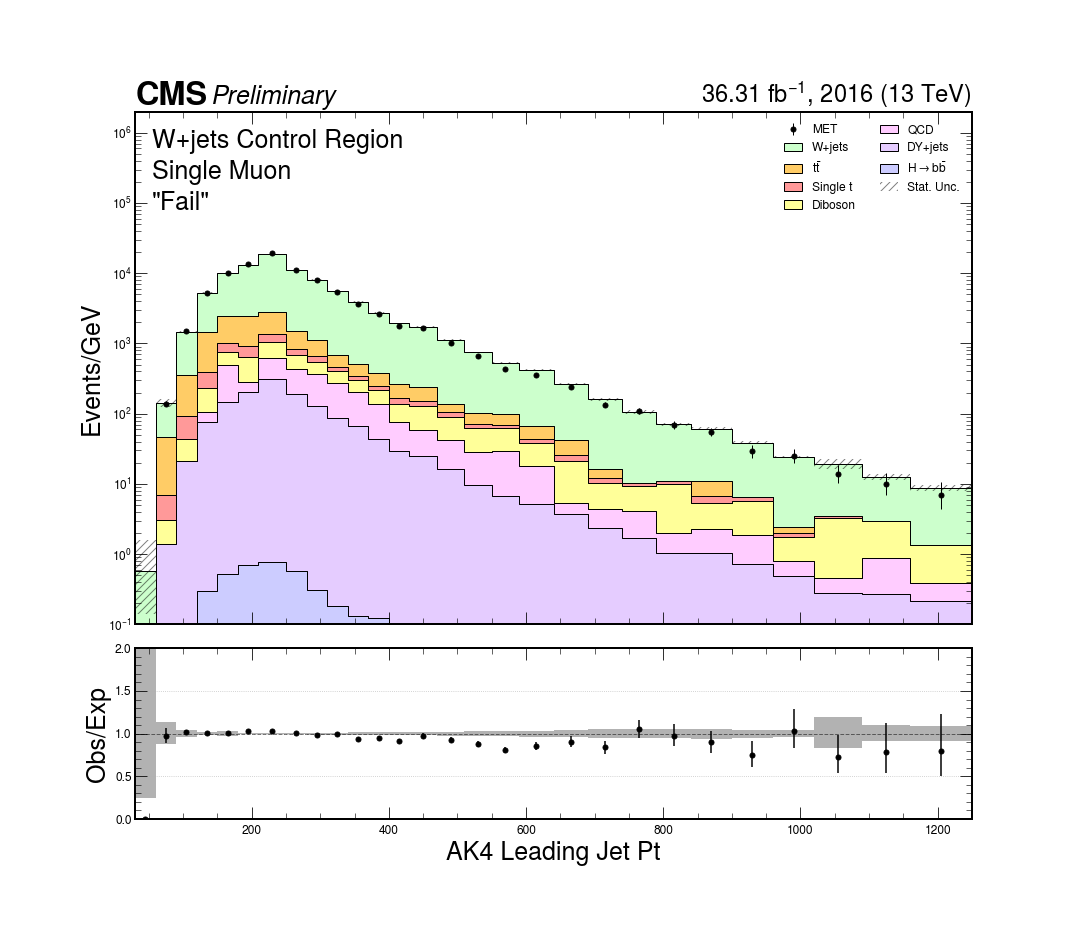 CMS Preliminary 36.31 fb⁻¹, 2016 (13 TeV)
W+jets Control Region
Single Muon
"Fail"
MET QCD
W+jets DY+jets
tt̄ H→bb̄
Single t Stat. Unc.
Diboson
Events/GeV
10⁶
10⁵
10⁴
10³
10²
10¹
10⁰
10⁻¹
Obs/Exp
2.0
1.5
1.0
0.5
0.0
200 400 600 800 1000 1200
AK4 Leading Jet Pt